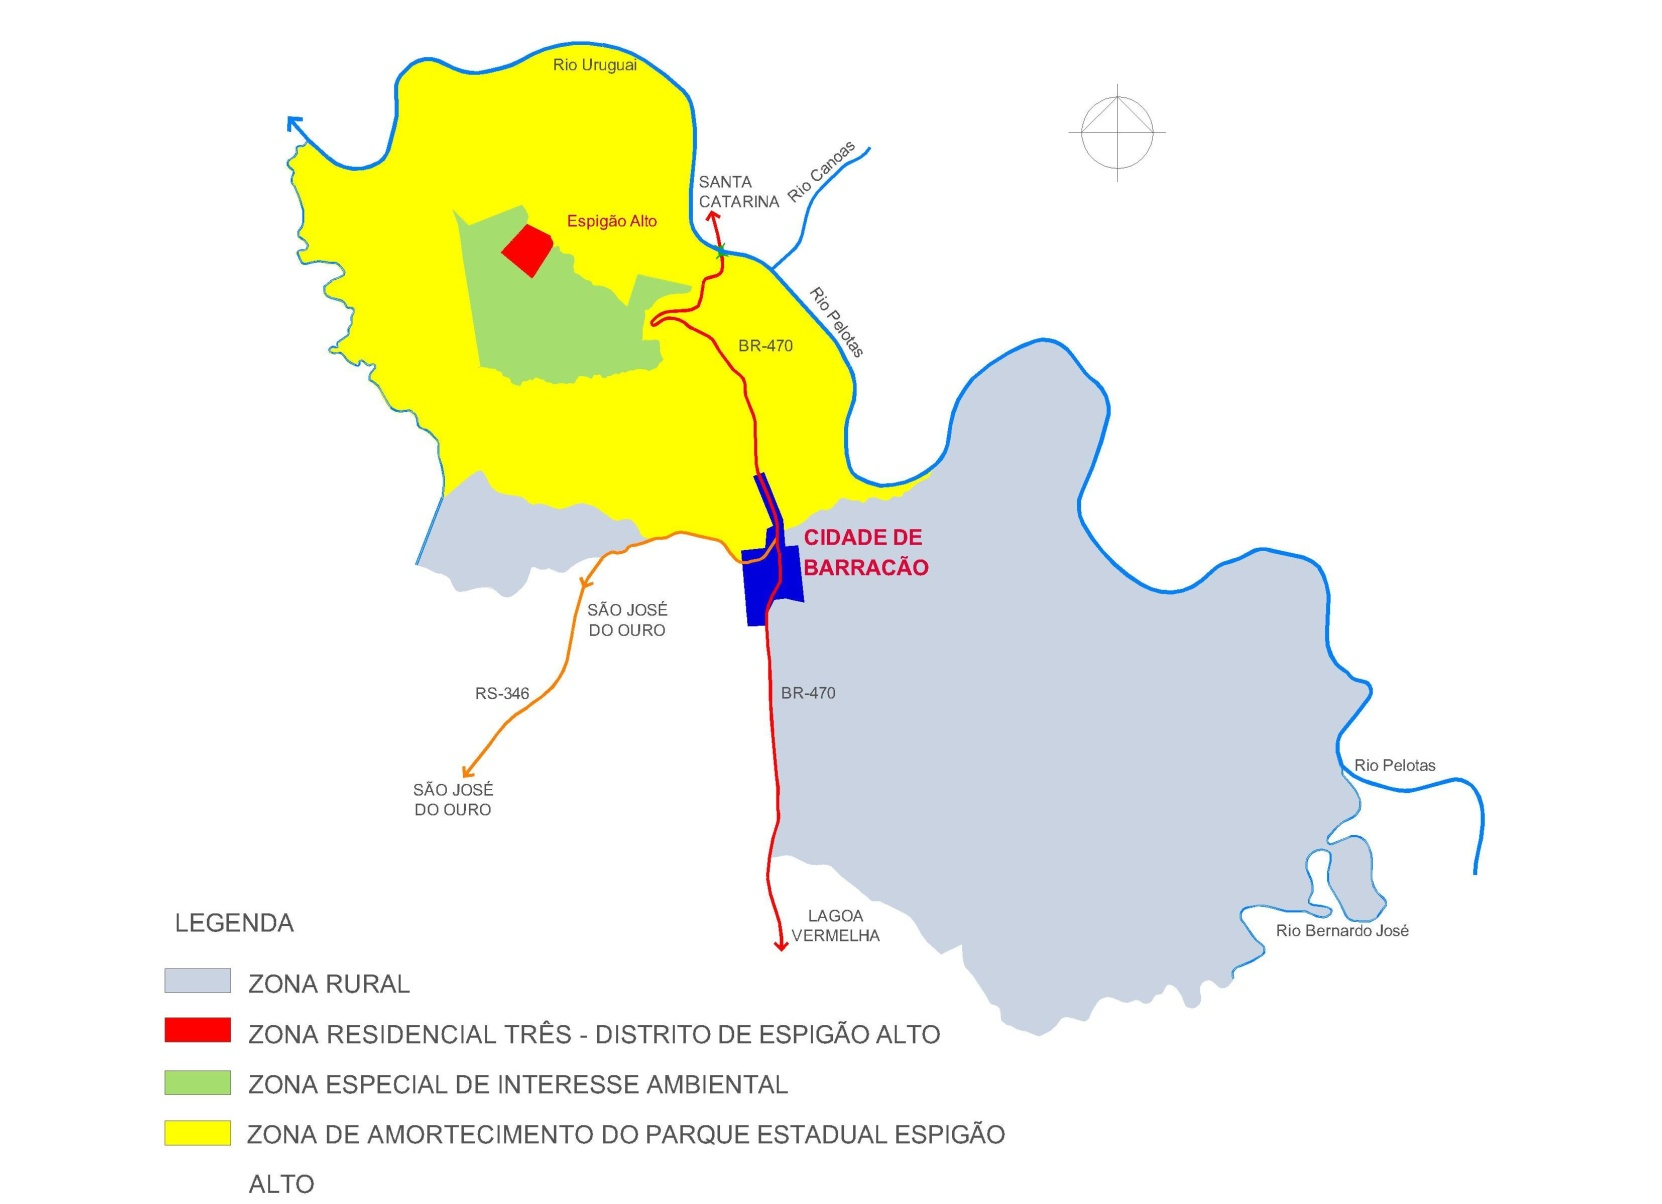 Rio Uruguai
Rio Canoas
SANTA
CATARINA
Espigão Alto
Rio Pelotas
BR-470
CIDADE DE
BARRACÃO
SÃO JOSÉ
DO OURO
RS-346
BR-470
SÃO JOSÉ
DO OURO
Rio Pelotas
LAGOA
VERMELHA
Rio Bernardo José
LEGENDA
ZONA RURAL
ZONA RESIDENCIAL TRÊS - DISTRITO DE ESPIGÃO ALTO
ZONA ESPECIAL DE INTERESSE AMBIENTAL
ZONA DE AMORTECIMENTO DO PARQUE ESTADUAL ESPIGÃO
ALTO